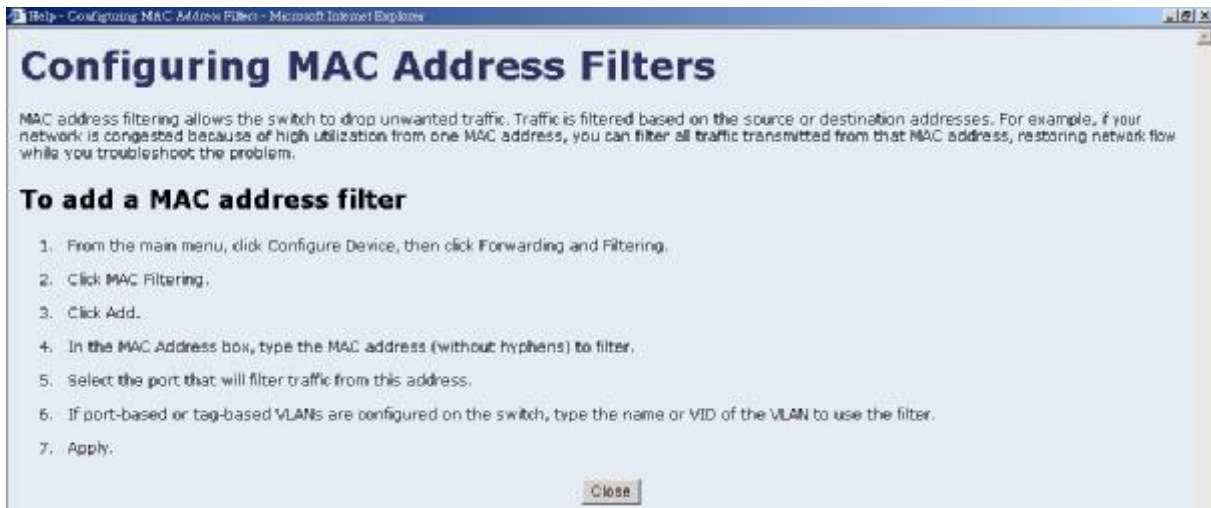 Help - Configuring MAC Address Filters - Microsoft Internet Explorer
Configuring MAC Address Filters
MAC address filtering allows the switch to drop unwanted traffic. Traffic is filtered based on the source or destination addresses. For example, if your
network is congested because of high utilization from one MAC address, you can filter all traffic transmitted from that MAC address, restoring network flow
while you troubleshoot the problem.
To add a MAC address filter
1. From the main menu, click Configure Device, then click Forwarding and Filtering.
2. Click MAC Filtering.
3. Click Add.
4. In the MAC Address box, type the MAC address (without hyphens) to filter.
5. Select the port that will filter traffic from this address.
6. If port-based or tag-based VLANs are configured on the switch, type the name or VID of the VLAN to use the filter.
7. Apply.
Close